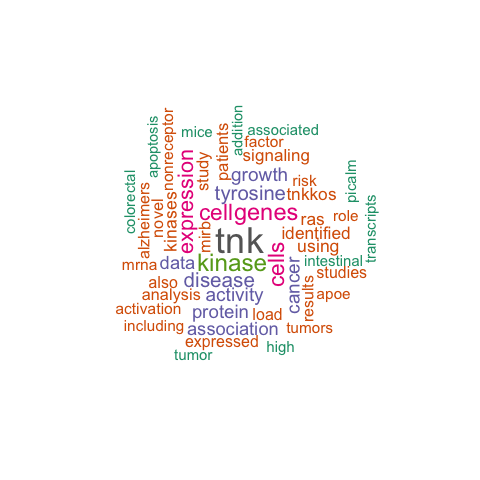 addition
mice
associated
factor
patients
signaling
apoptosis
nonreceptor
study
expression
growth
picalm
risk
tyrosine
tnkkos
colorectal
alzheimers
novel
kinases
mirb
cell
genes
ras
role
transcripts
identified
tnk
using
mrna
data
kinase
cells
intestinal
studies
also
disease
cancer
results
analysis
activity
apoe
activation
protein
load
including
association
tumors
expressed
tumor
high